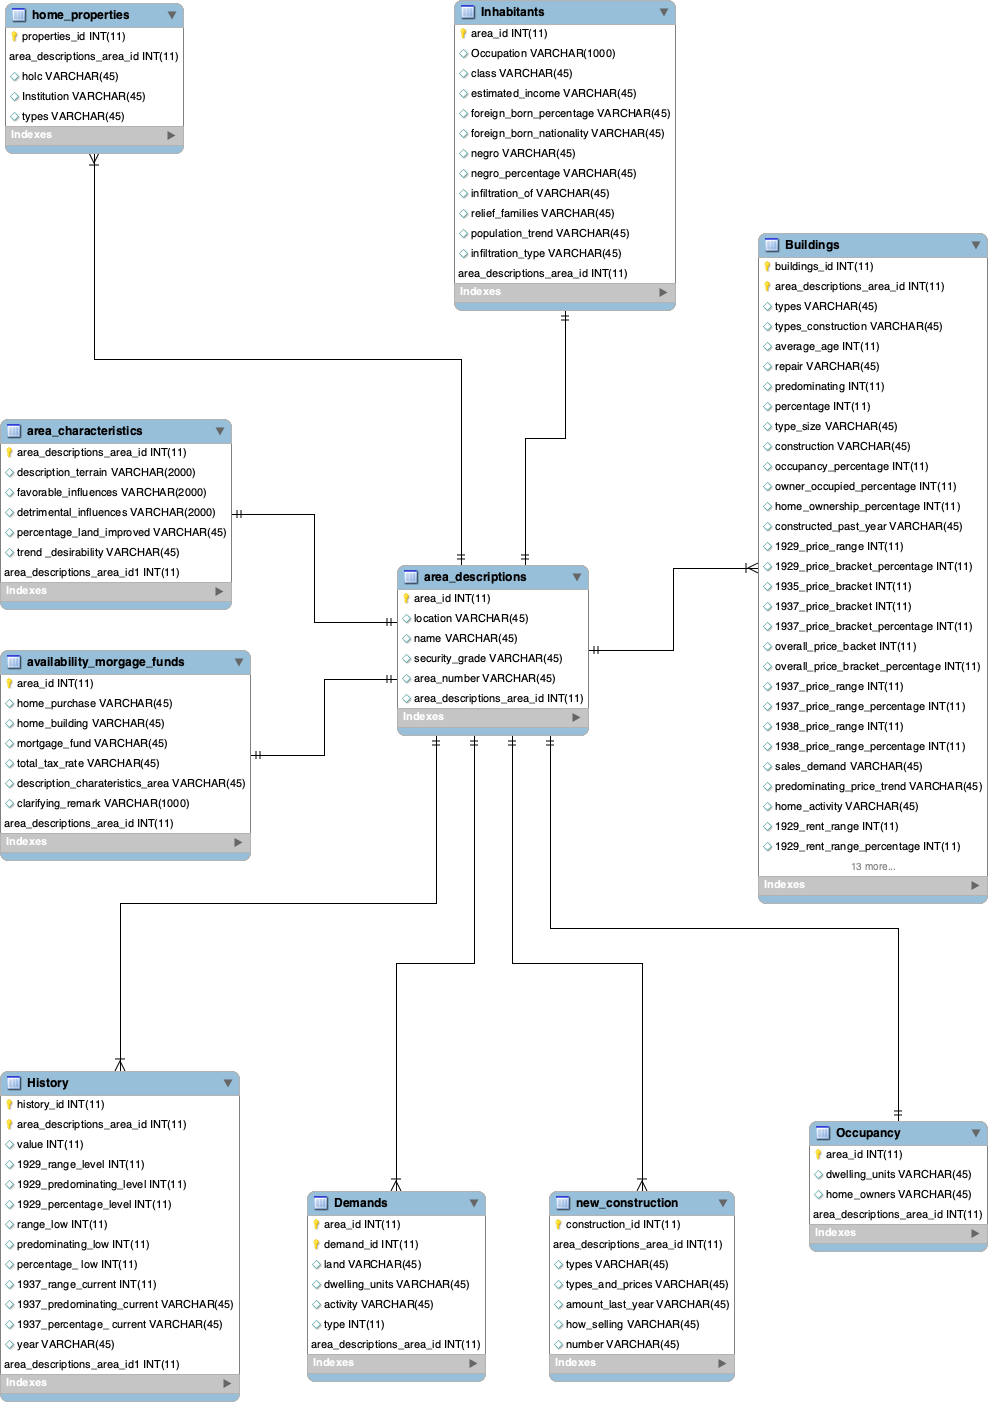 home_properties
properties_id INT(11)
area_descriptions_area_id INT(11)
holc VARCHAR(45)
Institution VARCHAR(45)
types VARCHAR(45)
Indexes
Inhabitants
area_id INT(11)
Occupation VARCHAR(1000)
class VARCHAR(45)
estimated_income VARCHAR(45)
foreign_born_percentage VARCHAR(45)
foreign_born_nationality VARCHAR(45)
negro VARCHAR(45)
negro_percentage VARCHAR(45)
infiltration_of VARCHAR(45)
relief_families VARCHAR(45)
population_trend VARCHAR(45)
infiltration_type VARCHAR(45)
area_descriptions_area_id INT(11)
Indexes
Buildings
buildings_id INT(11)
area_descriptions_area_id INT(11)
types VARCHAR(45)
types_construction VARCHAR(45)
average_age INT(11)
repair VARCHAR(45)
predominating INT(11)
percentage INT(11)
type_size VARCHAR(45)
construction VARCHAR(45)
occupancy_percentage INT(11)
owner_occupied_percentage INT(11)
home_ownership_percentage INT(11)
constructed_past_year VARCHAR(45)
1929_price_range INT(11)
1929_price_bracket_percentage INT(11)
1935_price_bracket INT(11)
1937_price_bracket INT(11)
1937_price_bracket_percentage INT(11)
overall_price_backet INT(11)
overall_price_bracket_percentage INT(11)
1937_price_range INT(11)
1937_price_range_percentage INT(11)
1938_price_range INT(11)
1938_price_range_percentage INT(11)
sales_demand VARCHAR(45)
predominating_price_trend VARCHAR(45)
home_activity VARCHAR(45)
1929_rent_range INT(11)
1929_rent_range_percentage INT(11)
13 more...
Indexes
area_characteristics
area_descriptions_area_id INT(11)
description_terrain VARCHAR(2000)
favorable_influences VARCHAR(2000)
detrimental_influences VARCHAR(2000)
percentage_land_improved VARCHAR(45)
trend _desirability VARCHAR(45)
area_descriptions_area_id1 INT(11)
Indexes
area_descriptions
area_id INT(11)
location VARCHAR(45)
name VARCHAR(45)
security_grade VARCHAR(45)
area_number VARCHAR(45)
area_descriptions_area_id INT(11)
Indexes
availability_morgage_funds
area_id INT(11)
home_purchase VARCHAR(45)
home_building VARCHAR(45)
mortgage_fund VARCHAR(45)
total_tax_rate VARCHAR(45)
description_charateristics_area VARCHAR(45)
clarifying_remark VARCHAR(1000)
area_descriptions_area_id INT(11)
Indexes
History
history_id INT(11)
area_descriptions_area_id INT(11)
value INT(11)
1929_range_level INT(11)
1929_predominating_level INT(11)
1929_percentage_level INT(11)
range_low INT(11)
predominating_low INT(11)
percentage_ low INT(11)
1937_range_current INT(11)
1937_predominating_current VARCHAR(45)
1937_percentage_ current VARCHAR(45)
year VARCHAR(45)
area_descriptions_area_id1 INT(11)
Indexes
Demands
area_id INT(11)
demand_id INT(11)
land VARCHAR(45)
dwelling_units VARCHAR(45)
activity VARCHAR(45)
type INT(11)
area_descriptions_area_id INT(11)
Indexes
new_construction
construction_id INT(11)
area_descriptions_area_id INT(11)
types VARCHAR(45)
types_and_prices VARCHAR(45)
amount_last_year VARCHAR(45)
how_selling VARCHAR(45)
number VARCHAR(45)
Indexes
Occupancy
area_id INT(11)
dwelling_units VARCHAR(45)
home_owners VARCHAR(45)
area_descriptions_area_id INT(11)
Indexes